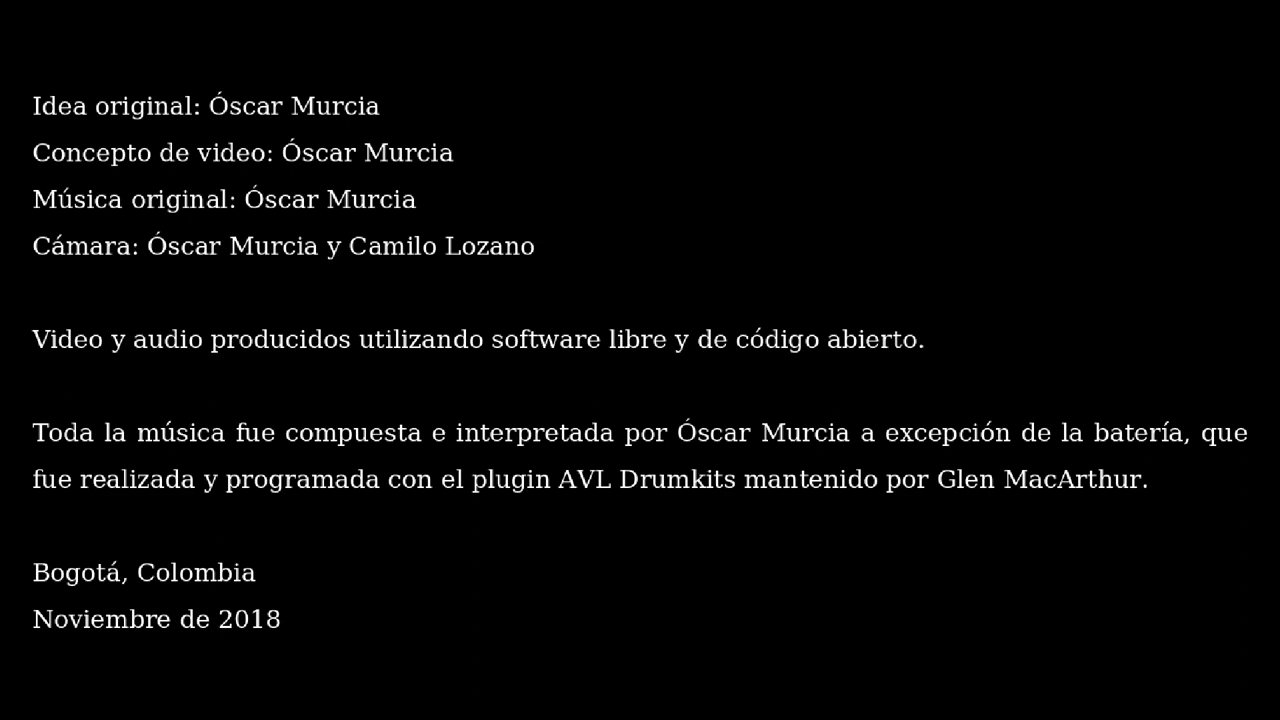 Idea original: Óscar Murcia
Concepto de video: Óscar Murcia
Música original: Óscar Murcia
Cámara: Óscar Murcia y Camilo Lozano
Video y audio producidos utilizando software libre y de código abierto.
Toda la música fue compuesta e interpretada por Óscar Murcia a excepción de la batería, que
fue realizada y programada con el plugin AVL Drumkits mantenido por Glen MacArthur.
Bogotá, Colombia
Noviembre de 2018